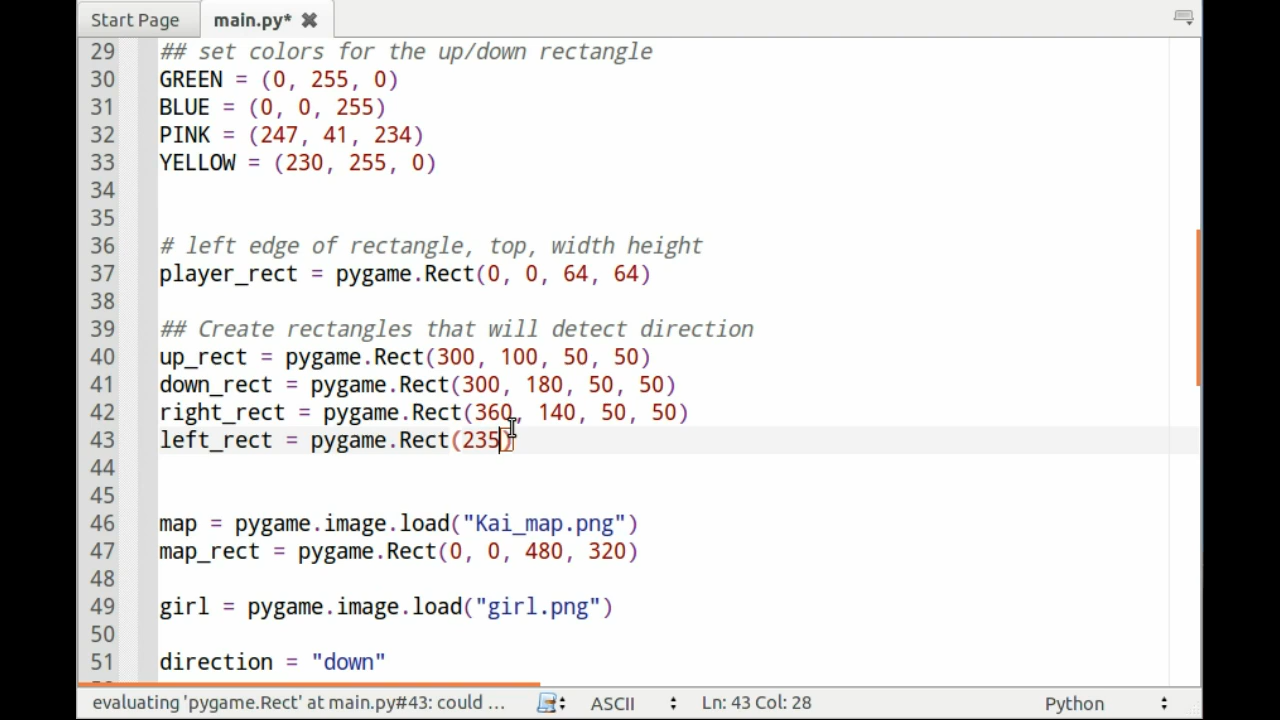 Start Page main.py*
29 ## set colors for the up/down rectangle
30 GREEN = (0, 255, 0)
31 BLUE = (0, 0, 255)
32 PINK = (247, 41, 234)
33 YELLOW = (230, 255, 0)
34
35
36 # left edge of rectangle, top, width height
37 player_rect = pygame.Rect(0, 0, 64, 64)
38
39 ## Create rectangles that will detect direction
40 up_rect = pygame.Rect(300, 100, 50, 50)
41 down_rect = pygame.Rect(300, 180, 50, 50)
42 right_rect = pygame.Rect(360, 140, 50, 50)
43 left_rect = pygame.Rect(235)
44
45
46 map = pygame.image.load("Kai_map.png")
47 map_rect = pygame.Rect(0, 0, 480, 320)
48
49 girl = pygame.image.load("girl.png")
50
51 direction = "down"
evaluating 'pygame.Rect' at main.py#43: could ... ASCII Ln: 43 Col: 28 Python